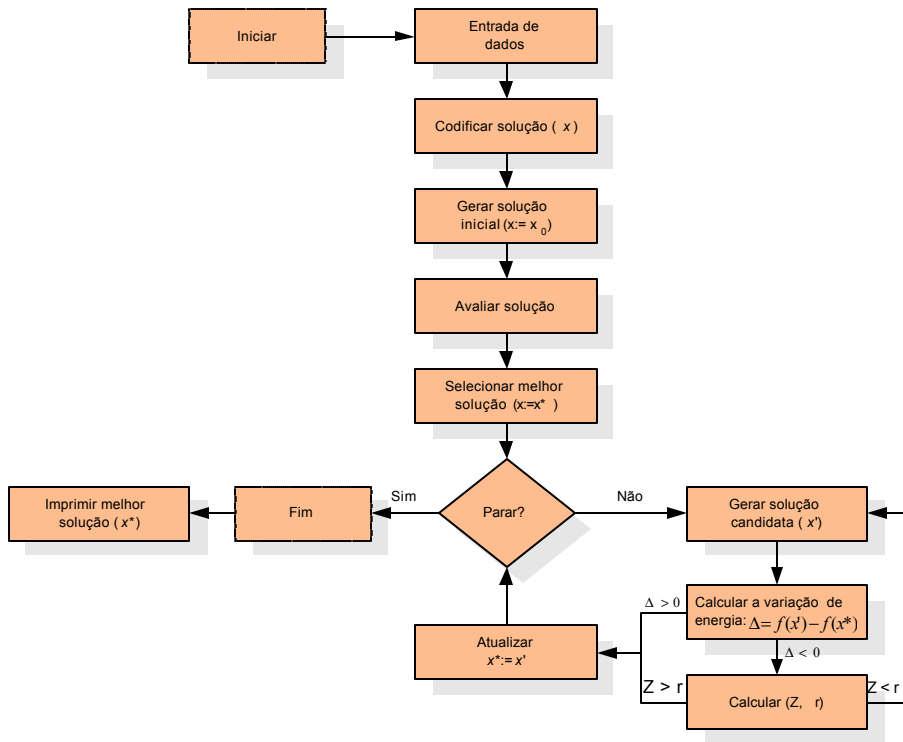 Iniciar
Entrada de
dados
Codificar solução ( x )
Gerar solução
inicial (x:= x 0)
Avaliar solução
Selecionar melhor
solução (x:=x* )
Parar?
Sim
Não
Fim
Imprimir melhor
solução ( x*)
Gerar solução
candidata ( x')
Calcular a variação de
energia: Δ= f(x')−f(x*)
Δ > 0
Δ < 0
Atualizar
x*:= x'
Z > r
Calcular (Z, r)
Z < r